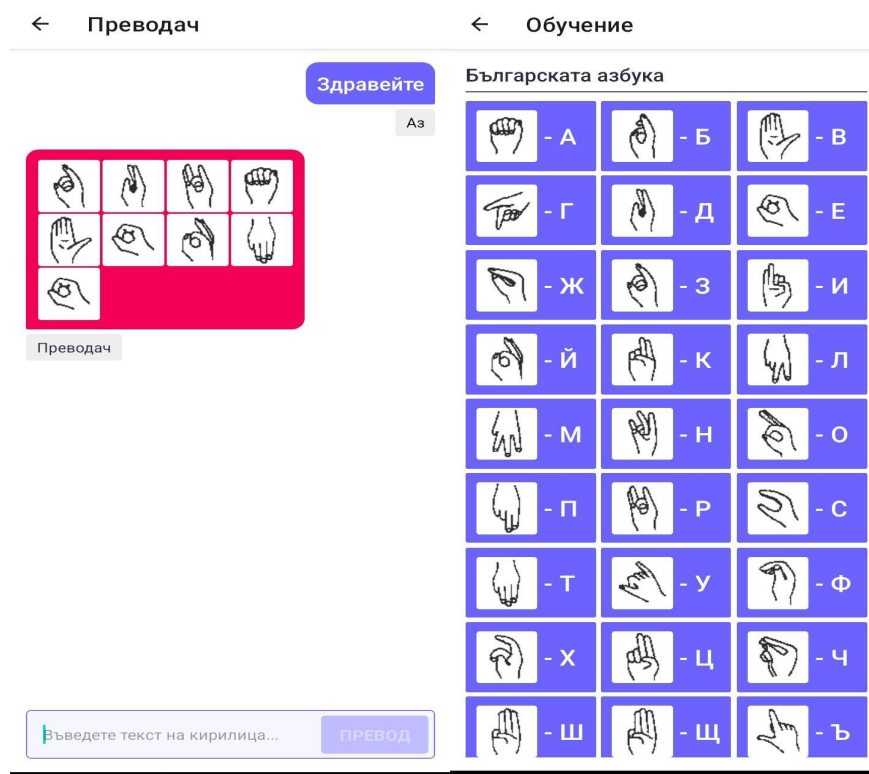 Преводач
Здравейте
Аз
Преводач
Въведете текст на кирилица...
ПРЕВОД
Обучение
Българската азбука
- А - Б - В
- Г - Д - Е
- Ж - З - И
- Й - К - Л
- М - Н - О
- П - Р - С
- Т - У - Ф
- Х - Ц - Ч
- Ш - Щ - Ъ